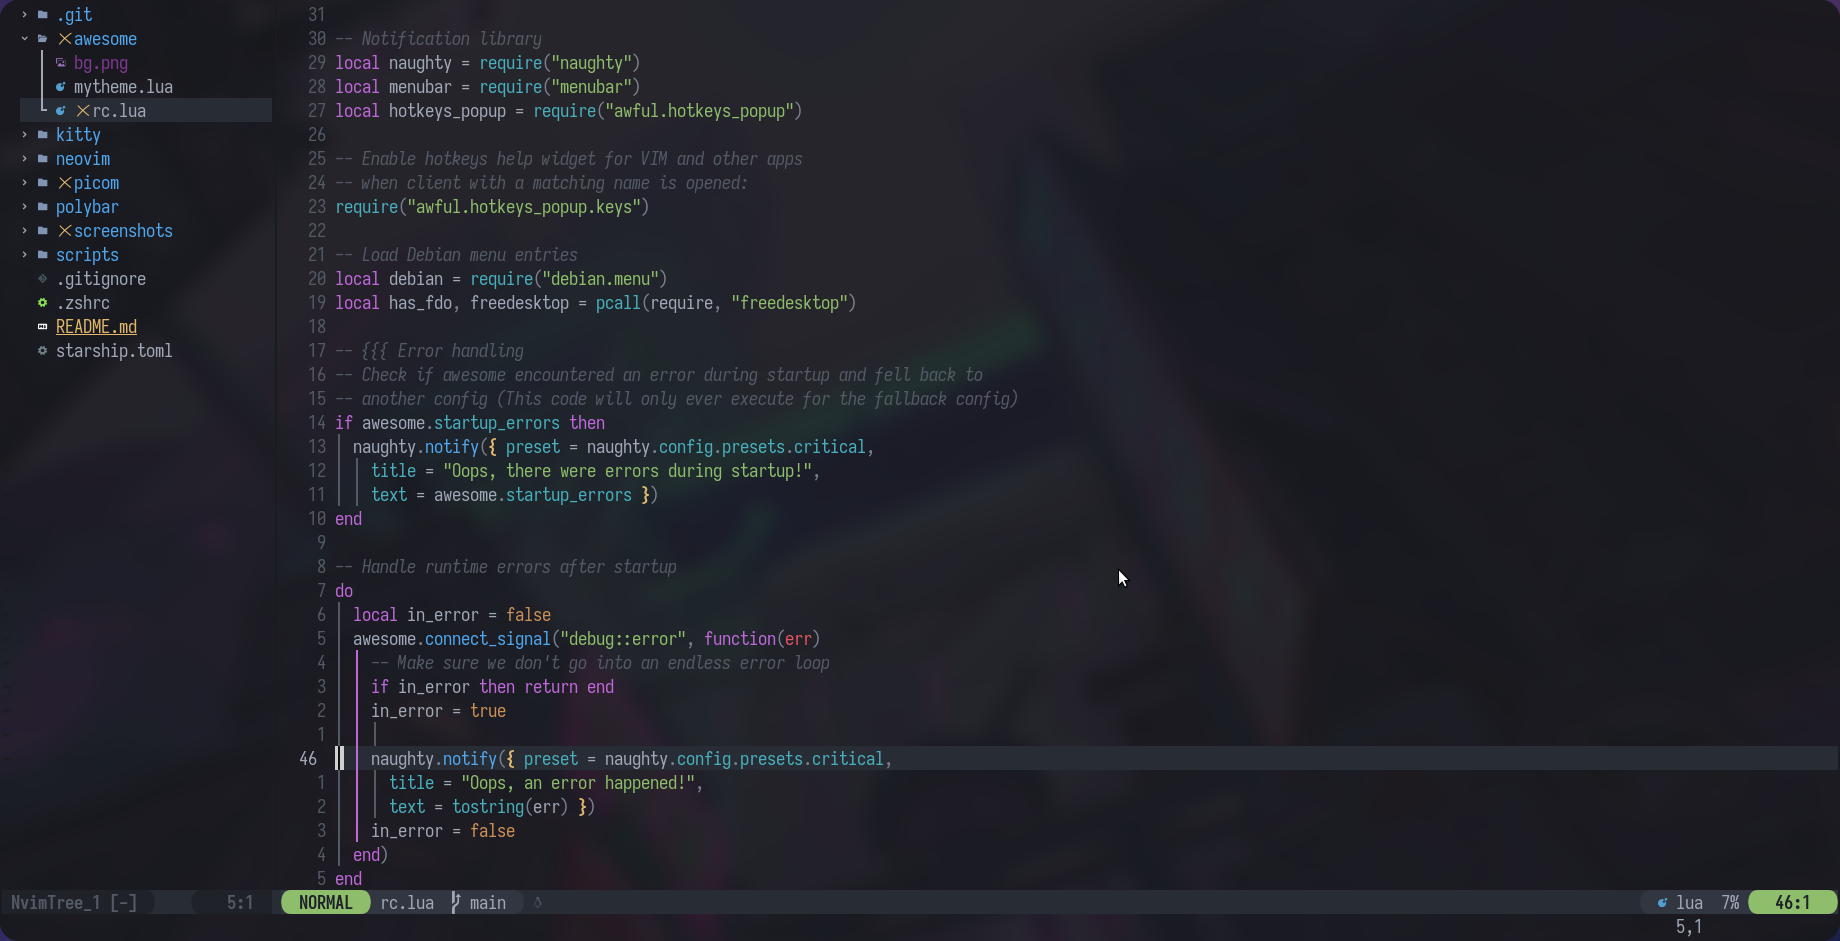 .git
awesome
bg.png
mytheme.lua
rc.lua
kitty
neovim
picom
polybar
screenshots
scripts
.gitignore
.zshrc
README.md
starship.toml
31
30 -- Notification library
29 local naughty = require("naughty")
28 local menubar = require("menubar")
27 local hotkeys_popup = require("awful.hotkeys_popup")
26
25 -- Enable hotkeys help widget for VIM and other apps
24 -- when client with a matching name is opened:
23 require("awful.hotkeys_popup.keys")
22
21 -- Load Debian menu entries
20 local debian = require("debian.menu")
19 local has_fdo, freedesktop = pcall(require, "freedesktop")
18
17 -- {{{ Error handling
16 -- Check if awesome encountered an error during startup and fell back to
15 -- another config (This code will only ever execute for the fallback config)
14 if awesome.startup_errors then
13 naughty.notify({ preset = naughty.config.presets.critical,
12 title = "Oops, there were errors during startup!",
11 text = awesome.startup_errors })
10 end
9
8 -- Handle runtime errors after startup
7 do
6 local in_error = false
5 awesome.connect_signal("debug::error", function(err)
4 -- Make sure we don't go into an endless error loop
3 if in_error then return end
2 in_error = true
1
46 naughty.notify({ preset = naughty.config.presets.critical,
1 title = "Oops, an error happened!",
2 text = tostring(err) })
3 in_error = false
4 end)
5 end
NvimTree_1 [-] 5:1 NORMAL rc.lua main lua 7% 46:1
5,1